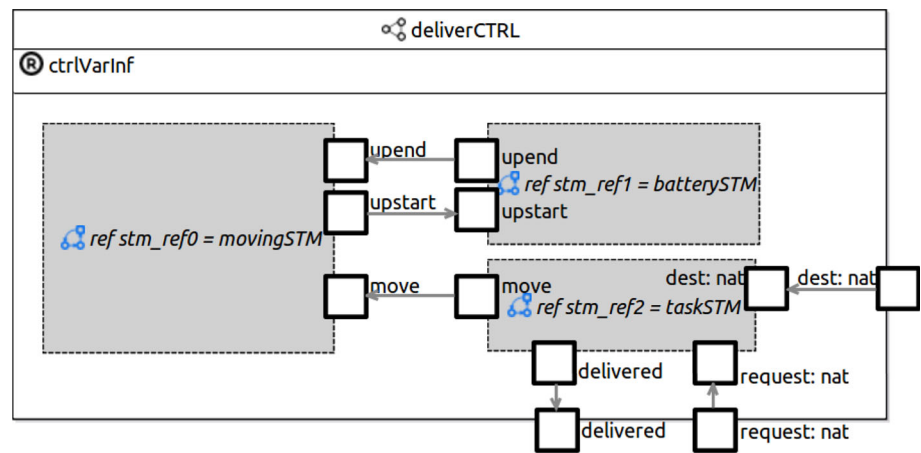 deliverCTRL
R ctrlVarInf
upend upend
ref stm_ref1 = batterySTM
upstart upstart
ref stm_ref0 = movingSTM
dest: nat dest: nat
move move
ref stm_ref2 = taskSTM
delivered request: nat
delivered request: nat